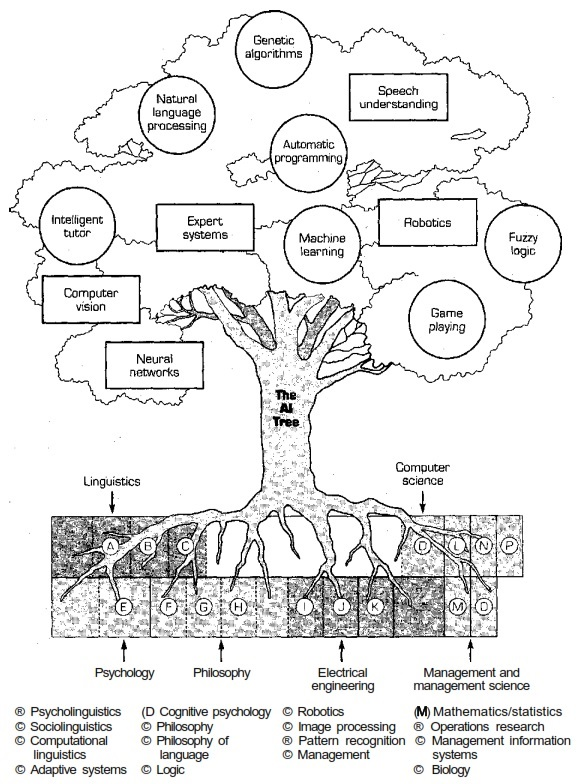 Genetic
algorithms
Speech
understanding
Natural
language
processing
Automatic
programming
Intelligent
tutor
Expert
systems
Machine
learning
Robotics
Fuzzy
logic
Computer
vision
Game
playing
Neural
networks
The
AI
Tree
Linguistics
Computer
science
A
B
C
D
L
N
P
E
F
G
H
I
J
K
M
O
Psychology
Philosophy
Electrical
engineering
Management and
management science
® Psycholinguistics
© Sociolinguistics
© Computational
linguistics
© Adaptive systems
(D Cognitive psychology
© Philosophy
© Philosophy of
language
© Logic
© Robotics
© Image processing
® Pattern recognition
© Management
(M) Mathematics/statistics
® Operations research
© Management information
systems
© Biology